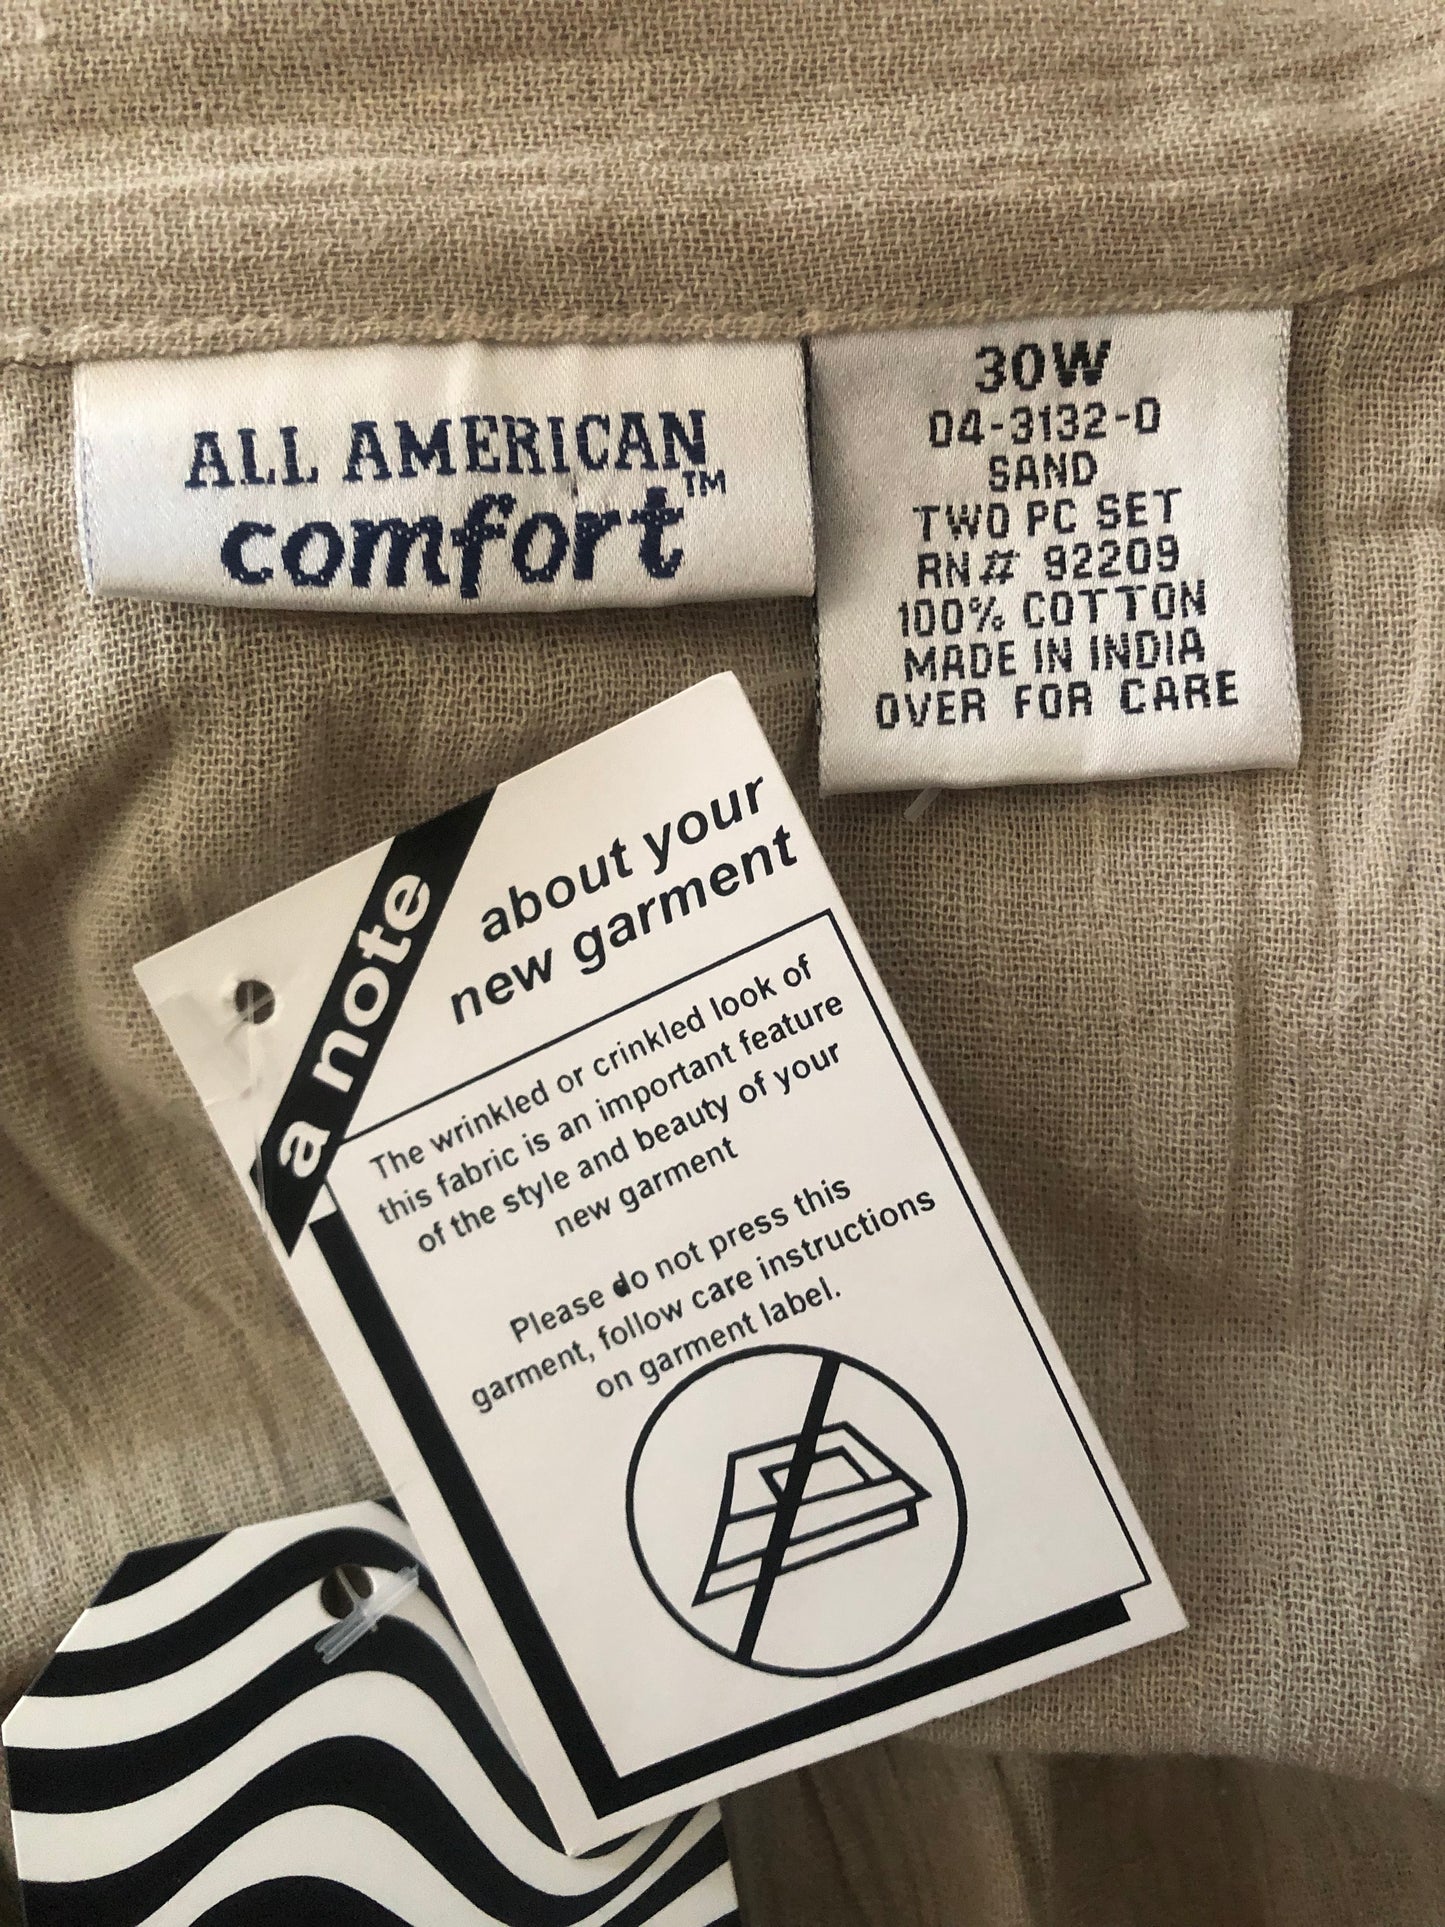 ALL AMERICAN
comfort™
30W
04-3132-0
SAND
TWO PC SET
RN# 92209
100% COTTON
MADE IN INDIA
OVER FOR CARE
a note
about your
new garment
The wrinkled or crinkled look of
this fabric is an important feature
of the style and beauty of your
new garment
Please do not press this
garment, follow care instructions
on garment label.